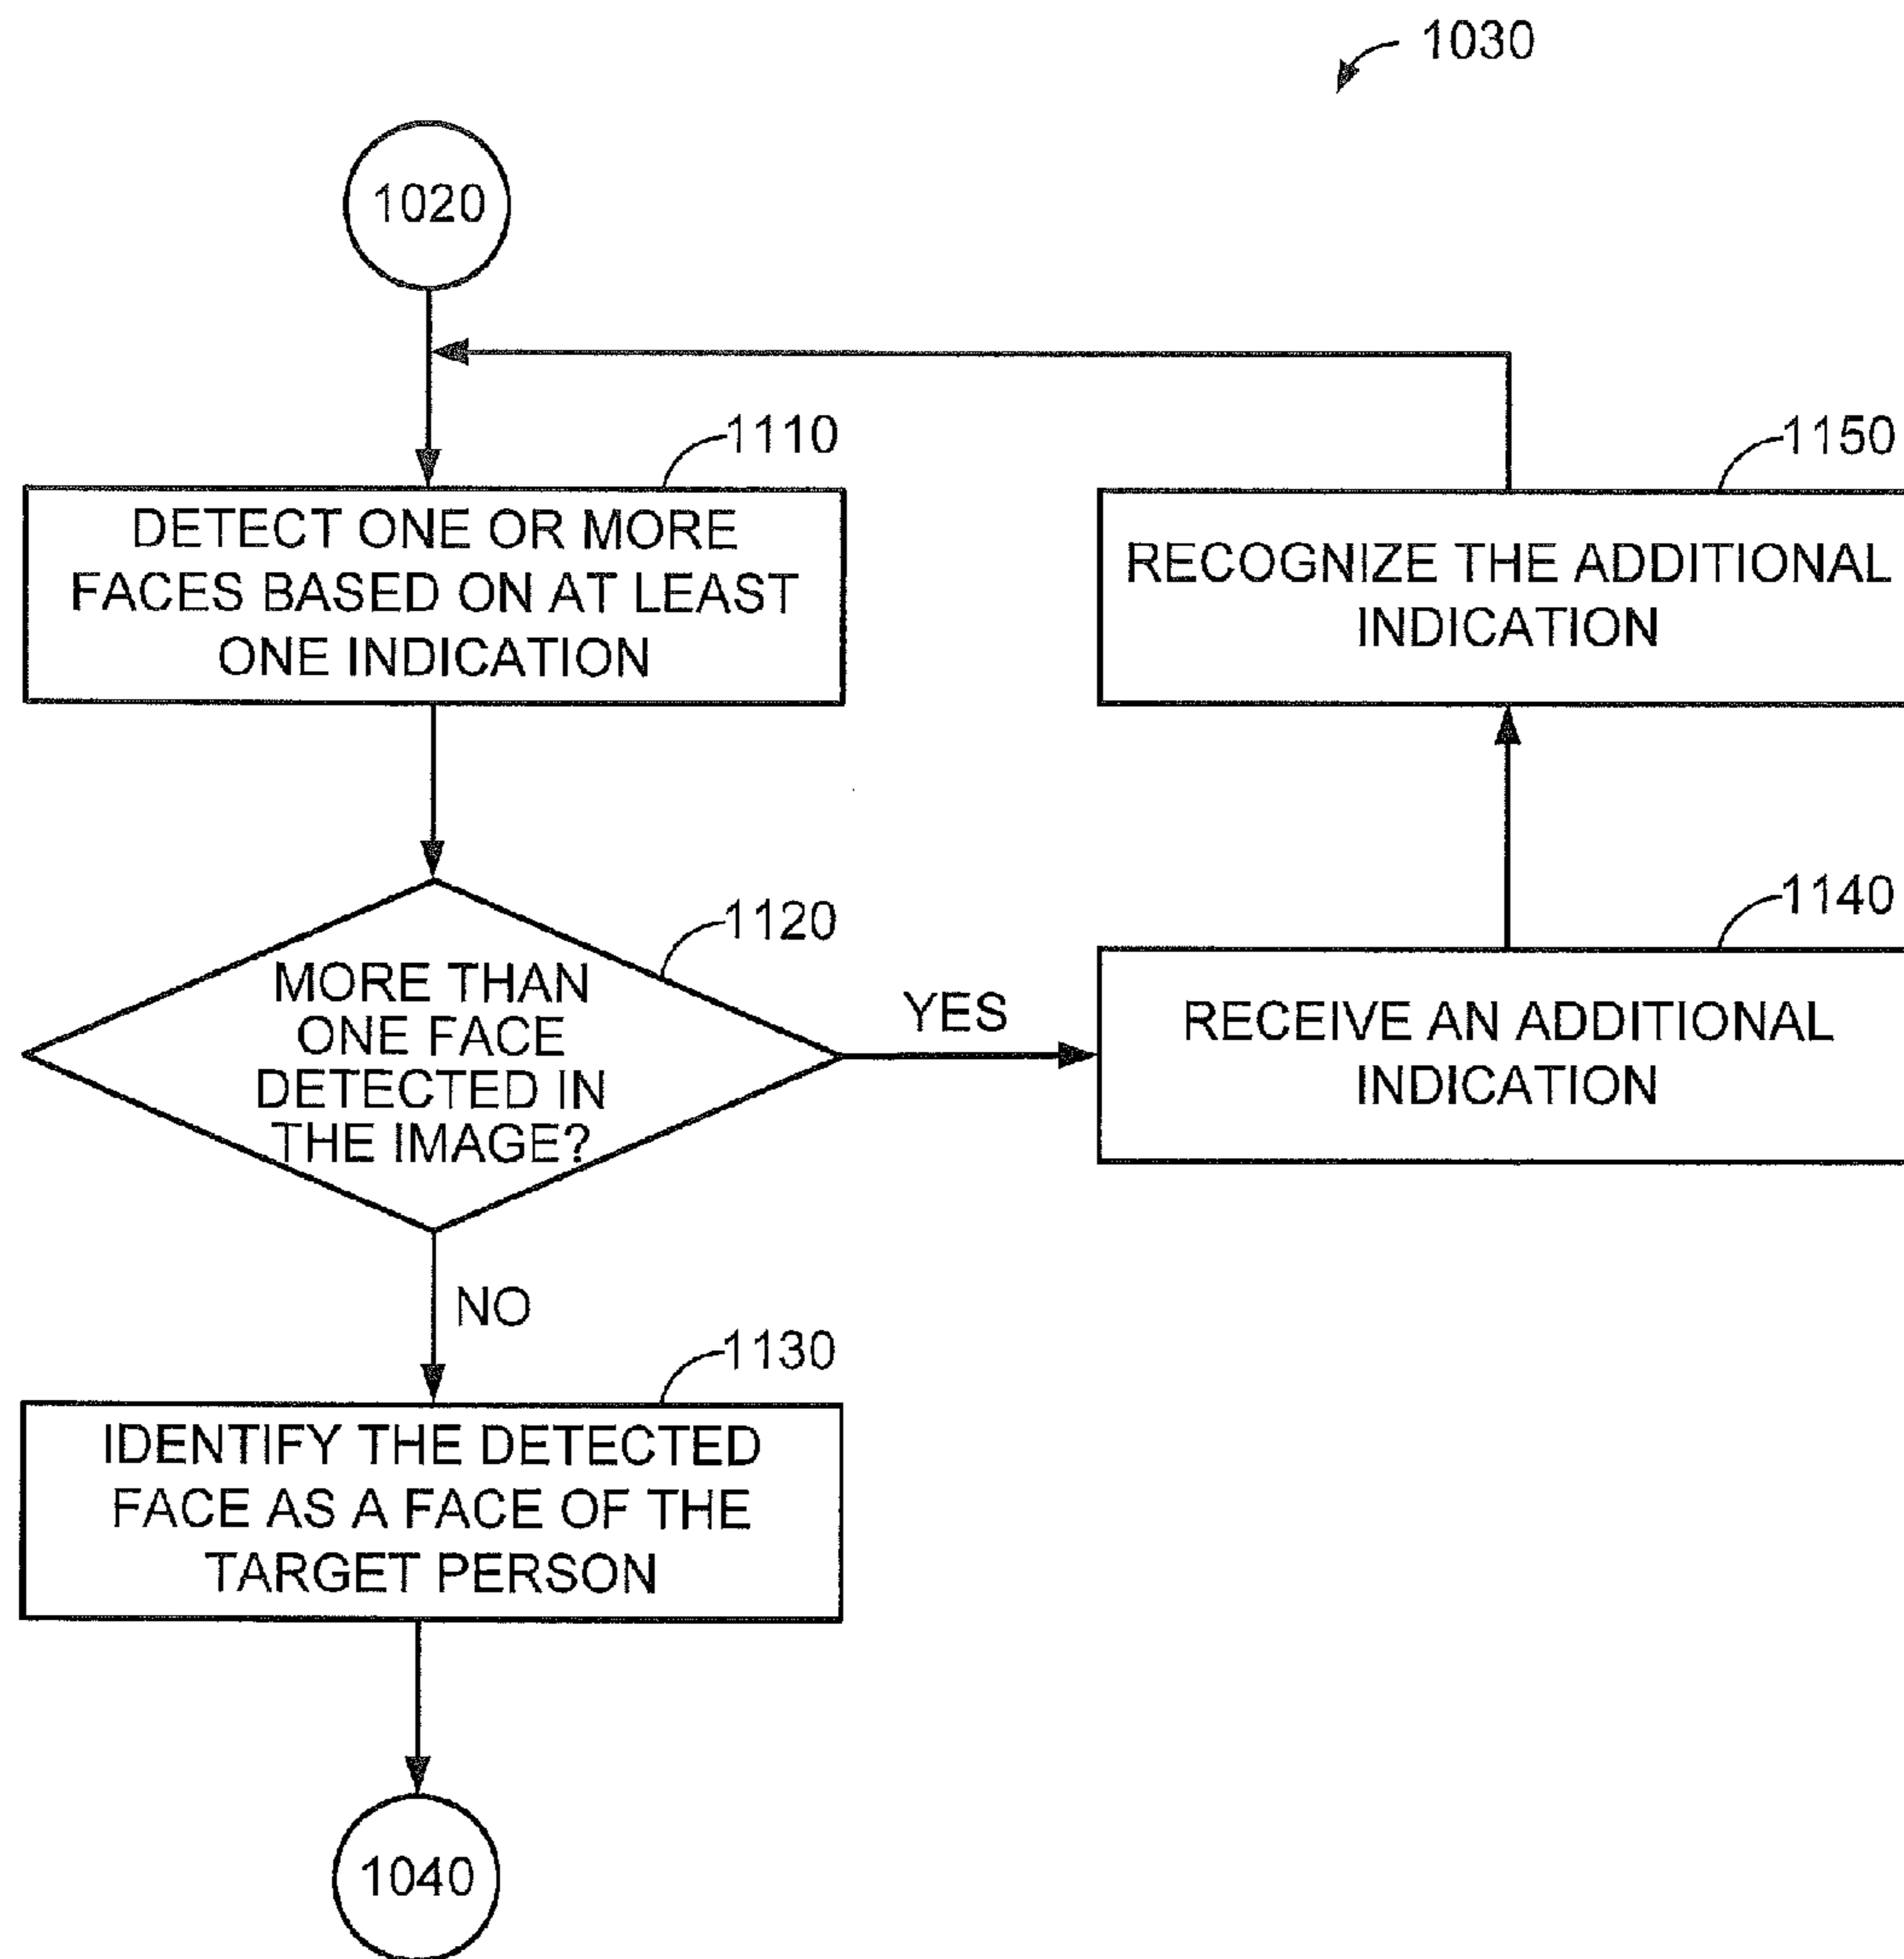 1030
1020
1110
DETECT ONE OR MORE
FACES BASED ON AT LEAST
ONE INDICATION
1150
RECOGNIZE THE ADDITIONAL
INDICATION
1120
MORE THAN
ONE FACE
DETECTED IN
THE IMAGE?
YES
1140
RECEIVE AN ADDITIONAL
INDICATION
NO
1130
IDENTIFY THE DETECTED
FACE AS A FACE OF THE
TARGET PERSON
1040